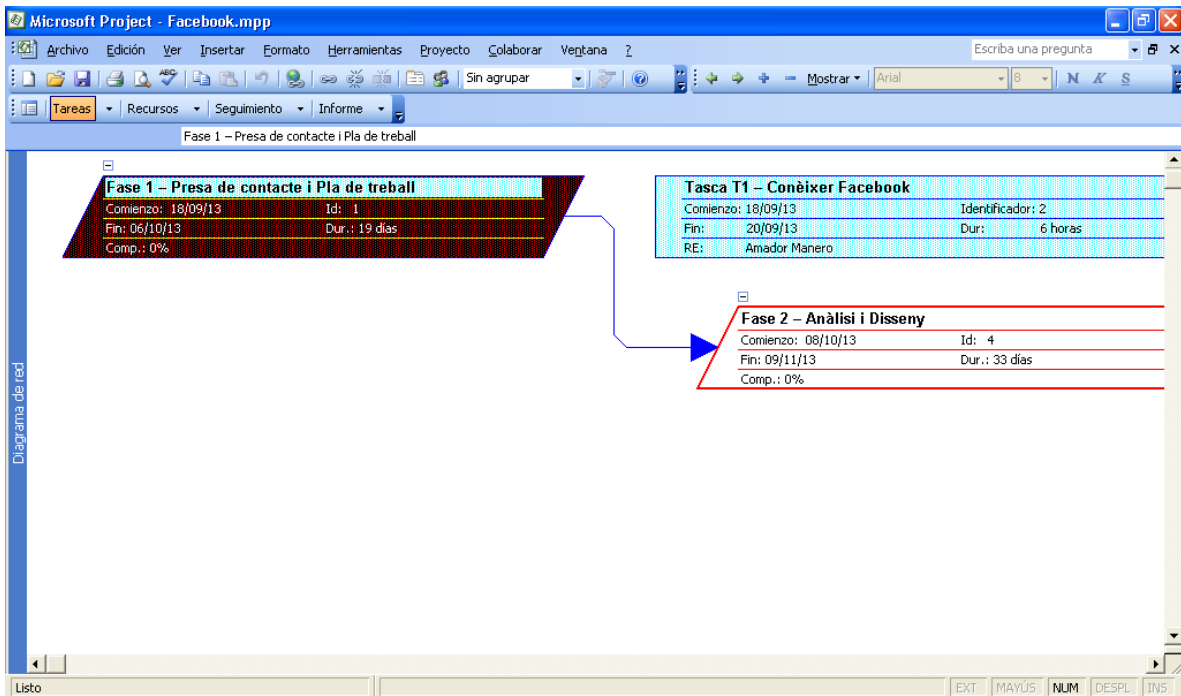 Microsoft Project - Facebook.mpp
Archivo Edición Ver Insertar Formato Herramientas Proyecto Colaborar Ventana ? Escriba una pregunta
Sin agrupar Mostrar Arial 8 N K S
Tareas Recursos Seguimiento Informe
Fase 1 – Presa de contacte i Pla de treball
Fase 1 – Presa de contacte i Pla de treball
Comienzo: 18/09/13 Id: 1
Fin: 06/10/13 Dur.: 19 días
Comp.: 0%
Tasca T1 – Conèixer Facebook
Comienzo: 18/09/13 Identificador: 2
Fin: 20/09/13 Dur: 6 horas
RE: Amador Manero
Fase 2 – Anàlisi i Disseny
Comienzo: 08/10/13 Id: 4
Fin: 09/11/13 Dur.: 33 días
Comp.: 0%
Diagrama de red
Listo EXT MAYÚS NUM DESPL INS